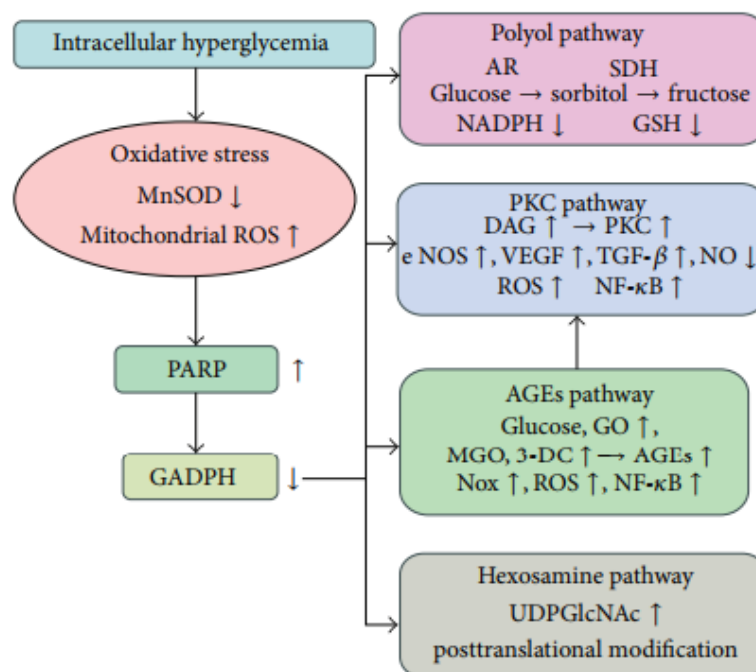 Intracellular hyperglycemia
Oxidative stress
MnSOD ↓
Mitochondrial ROS ↑
PARP ↑
GADPH ↓
Polyol pathway
AR SDH
Glucose → sorbitol → fructose
NADPH ↓ GSH ↓
PKC pathway
DAG ↑ → PKC ↑
e NOS ↑, VEGF ↑, TGF-β ↑, NO ↓
ROS ↑ NF-κB ↑
AGEs pathway
Glucose, GO ↑,
MGO, 3-DC ↑ → AGEs ↑
Nox ↑, ROS ↑, NF-κB ↑
Hexosamine pathway
UDPGlcNAc ↑
posttranslational modification